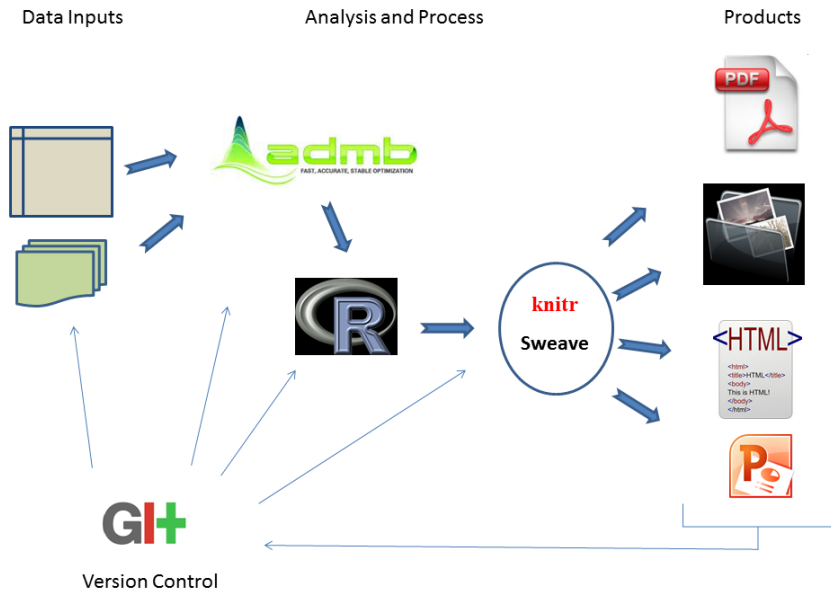 Data Inputs
Analysis and Process
Products
PDF
admb
FAST, ACCURATE, STABLE OPTIMIZATION
R
knitr
Sweave
<HTML>
<html>
<title>HTML</title>
<body>
This is HTML!
</body>
</html>
P
GIt
Version Control